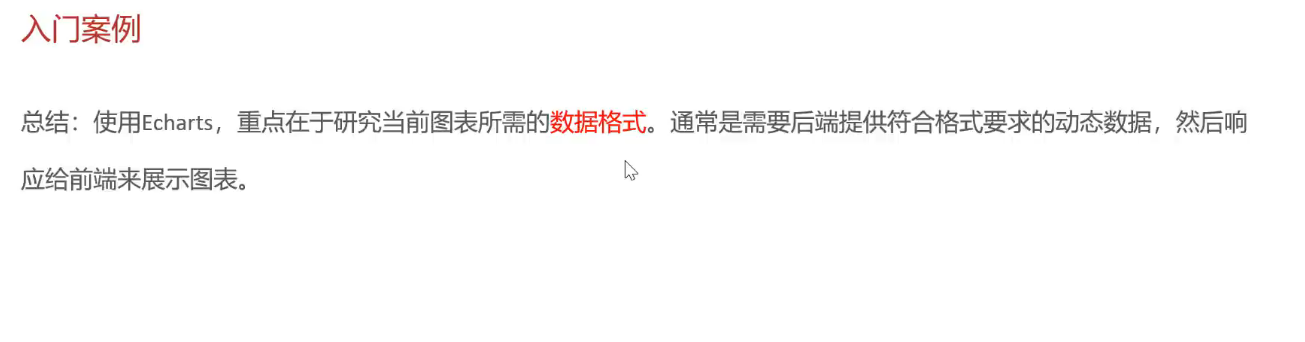 入门案例
总结：使用Echarts，重点在于研究当前图表所需的数据格式。通常是需要后端提供符合格式要求的动态数据，然后响
应给前端来展示图表。